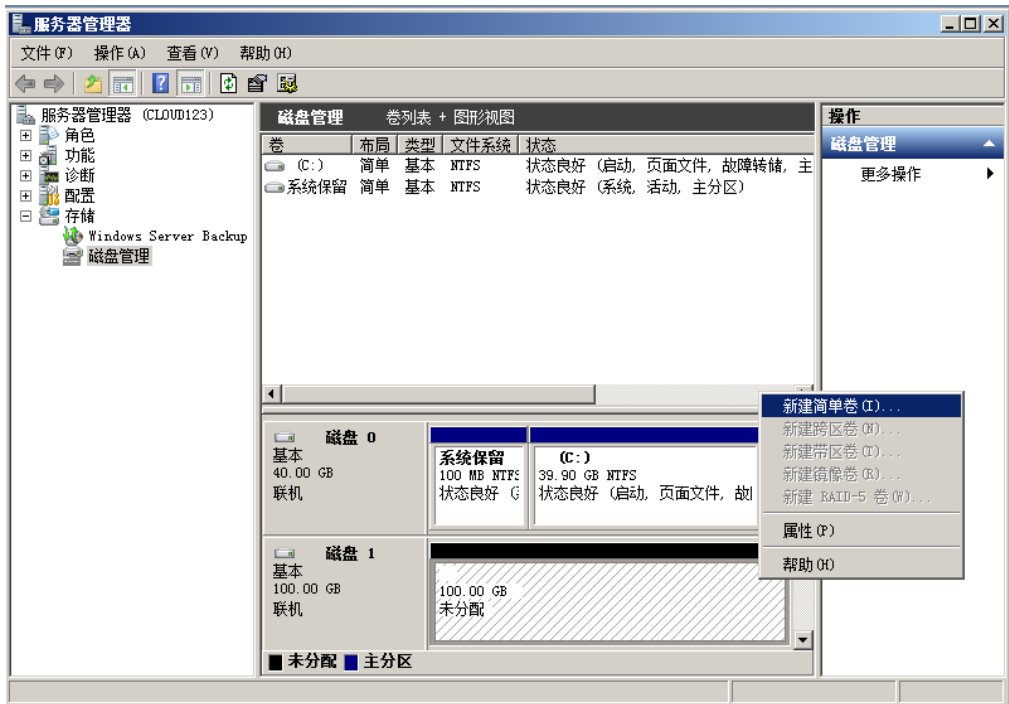 服务器管理器
文件(F) 操作(A) 查看(V) 帮助(H)
服务器管理器 (CLOUD123)
角色
功能
诊断
配置
存储
Windows Server Backup
磁盘管理
磁盘管理 卷列表 + 图形视图
卷 布局 类型 文件系统 状态
(C:) 简单 基本 NTFS 状态良好 (启动, 页面文件, 故障转储, 主
系统保留 简单 基本 NTFS 状态良好 (系统, 活动, 主分区)
磁盘 0
基本
40.00 GB
联机
系统保留
100 MB NTFS
状态良好 (
(C:)
39.90 GB NTFS
状态良好 (启动, 页面文件, 故
磁盘 1
基本
100.00 GB
联机
100.00 GB
未分配
未分配 主分区
操作
磁盘管理
更多操作
新建简单卷(I)...
新建跨区卷(N)...
新建带区卷(T)...
新建镜像卷(R)...
新建 RAID-5 卷(W)...
属性(P)
帮助(H)